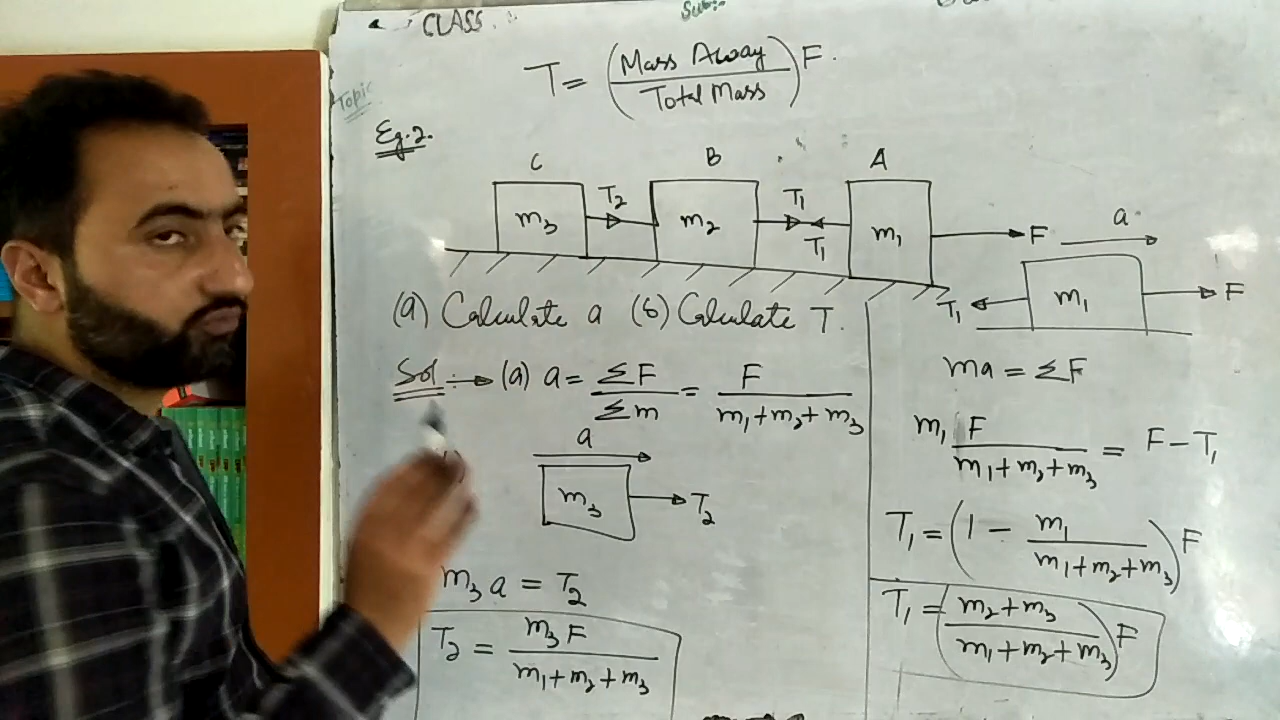 CLASS
Sub:-
Topic
T = (Mass Away / Total Mass) F.
Eg.2.
C B A
m₃ T₂ m₂ T₁ T₁ m₁ F
(a) Calculate a (b) Calculate T.
Sol :→ (a) a = ΣF / Σm = F / (m₁+m₂+m₃)
a
m₃ T₂
m₃ a = T₂
T₂ = m₃ F / (m₁+m₂+m₃)
a
T₁ m₁ F
ma = ΣF
m₁ F / (m₁+m₂+m₃) = F − T₁
T₁ = (1 − m₁ / (m₁+m₂+m₃)) F
T₁ = ((m₂+m₃) / (m₁+m₂+m₃)) F